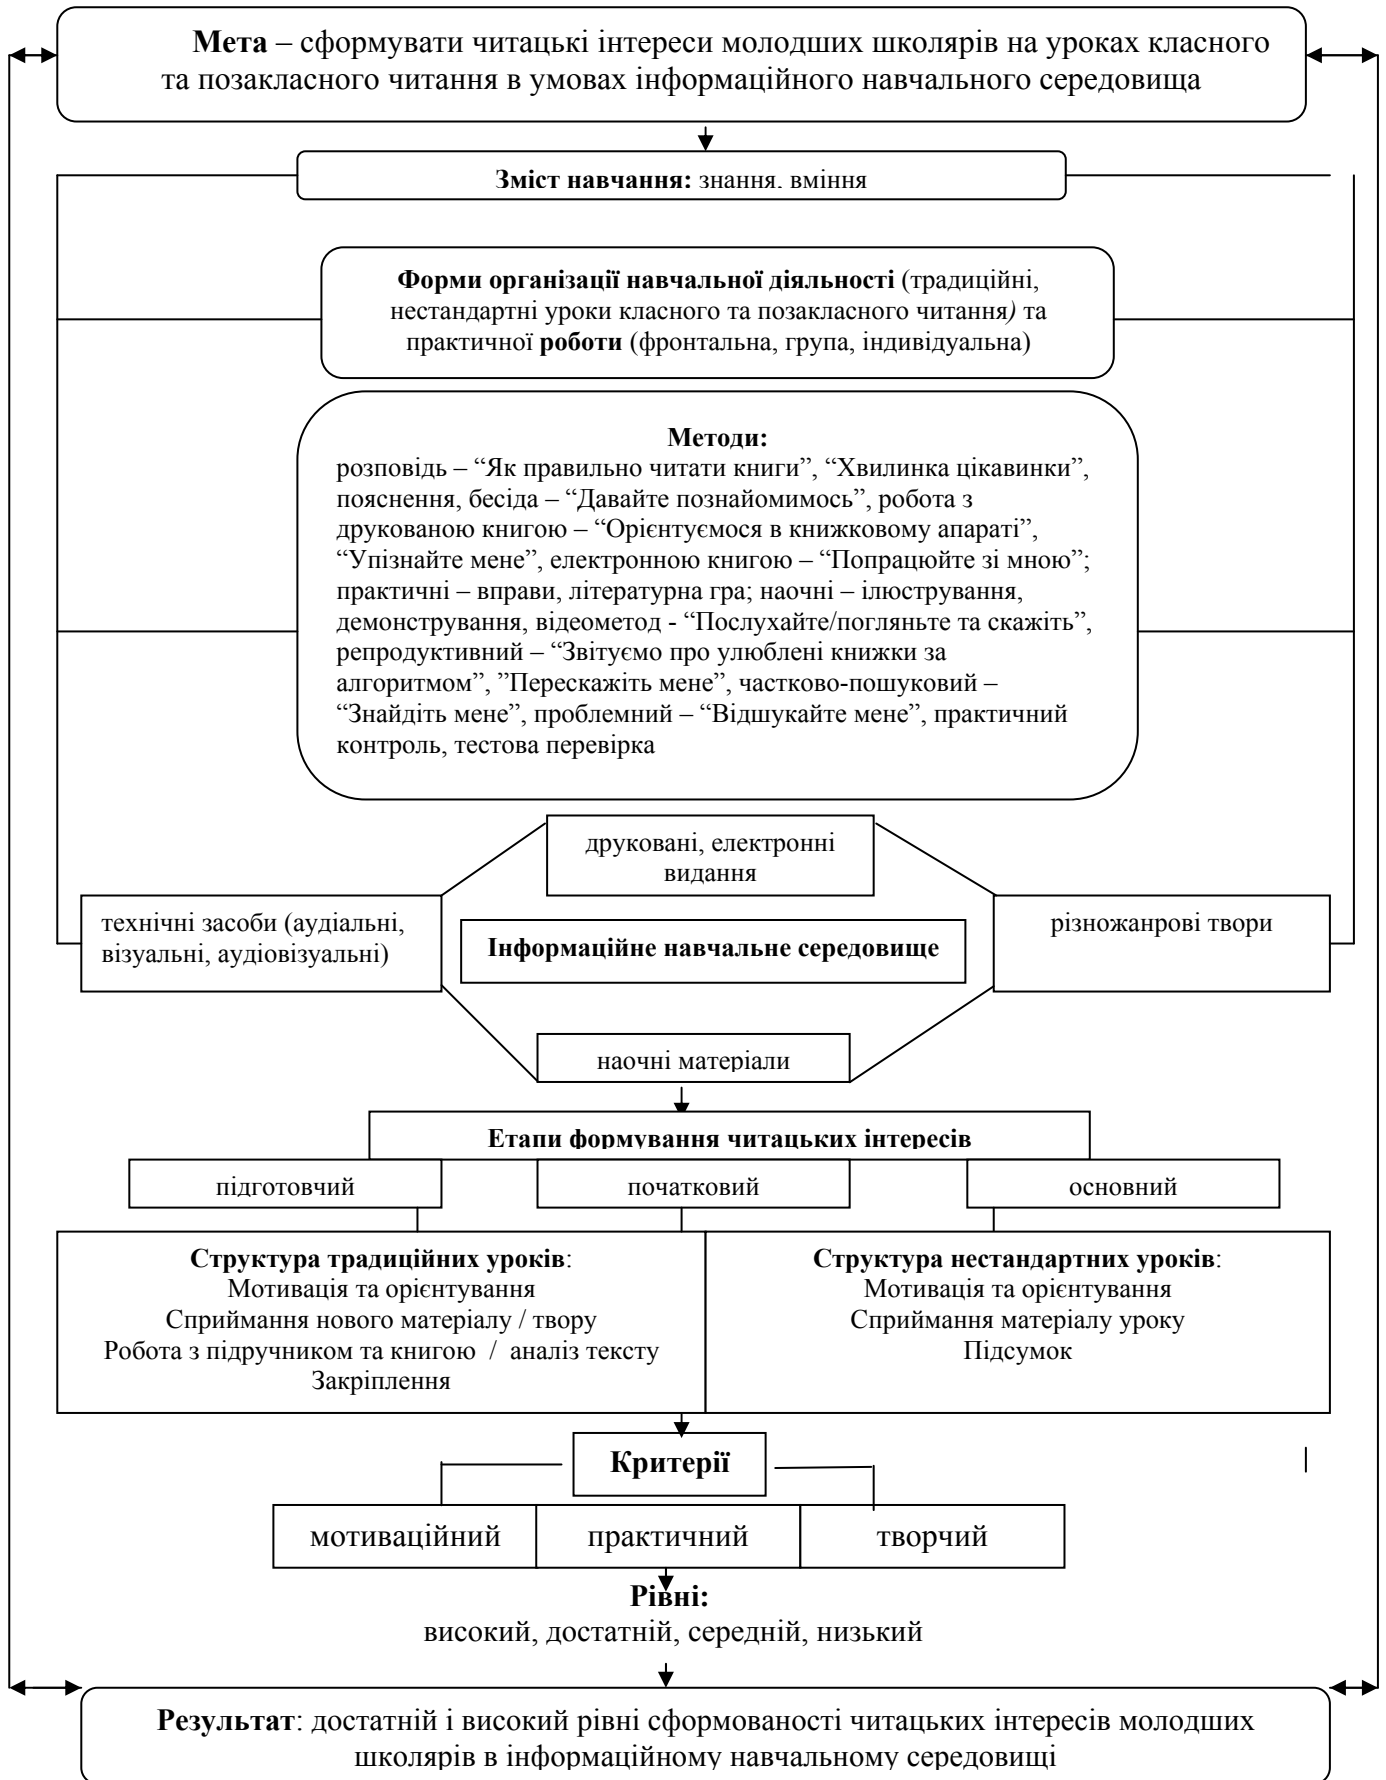 Мета – сформувати читацькі інтереси молодших школярів на уроках класного
та позакласного читання в умовах інформаційного навчального середовища
Зміст навчання: знання, вміння
Форми організації навчальної діяльності (традиційні,
нестандартні уроки класного та позакласного читання) та
практичної роботи (фронтальна, група, індивідуальна)
Методи:
розповідь – “Як правильно читати книги”, “Хвилинка цікавинки”,
пояснення, бесіда – “Давайте познайомимось”, робота з
друкованою книгою – “Орієнтуємося в книжковому апараті”,
“Упізнайте мене”, електронною книгою – “Попрацюйте зі мною”;
практичні – вправи, літературна гра; наочні – ілюстрування,
демонстрування, відеометод - “Послухайте/погляньте та скажіть”,
репродуктивний – “Звітуємо про улюблені книжки за
алгоритмом”, ”Перескажіть мене”, частково-пошуковий –
“Знайдіть мене”, проблемний – “Відшукайте мене”, практичний
контроль, тестова перевірка
друковані, електронні
видання
технічні засоби (аудіальні,
візуальні, аудіовізуальні)
Інформаційне навчальне середовище
різножанрові твори
наочні матеріали
Етапи формування читацьких інтересів
підготовчий
початковий
основний
Структура традиційних уроків:
Мотивація та орієнтування
Сприймання нового матеріалу / твору
Робота з підручником та книгою / аналіз тексту
Закріплення
Структура нестандартних уроків:
Мотивація та орієнтування
Сприймання матеріалу уроку
Підсумок
Критерії
мотиваційний
практичний
творчий
Рівні:
високий, достатній, середній, низький
Результат: достатній і високий рівні сформованості читацьких інтересів молодших
школярів в інформаційному навчальному середовищі